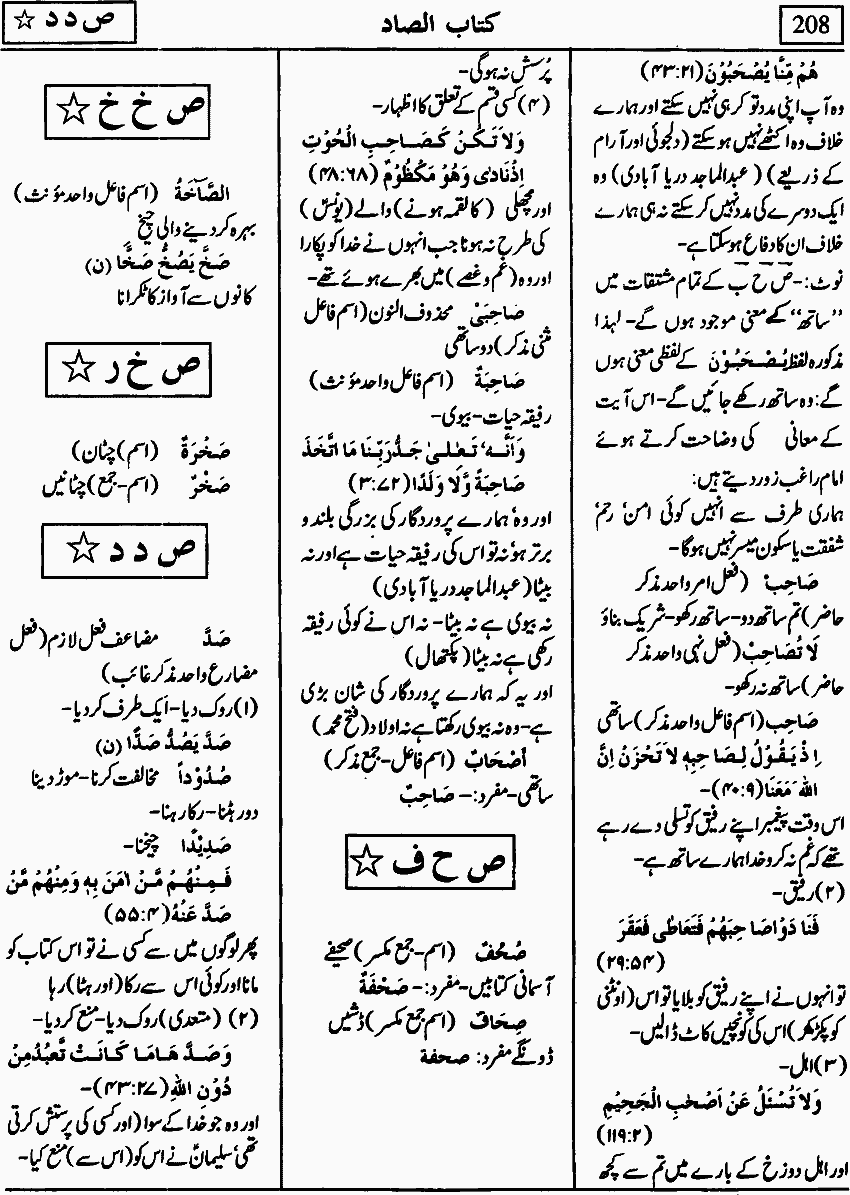 208
کتاب الصاد
ص د د ☆
هُمْ مِّنَّا يُصْحَبُوْنَ(۴۳:۲۱)
وہ آپ اپنی مدد تو کر ہی نہیں سکتے اور ہمارے
خلاف وہ اکٹھے نہیں ہو سکتے (دلجوئی اور آرام
کے ذریعے) (عبدالماجد دریا آبادی) وہ
ایک دوسرے کی مدد نہیں کر سکتے نہ ہی ہمارے
خلاف ان کا دفاع ہو سکتا ہے-
نوٹ:- ص ح ب کے تمام مشتقات میں
”ساتھ“ کے معنی موجود ہوں گے- لہذا
مذکورہ لفظ يُصْحَبُوْنَ کے لفظی معنی ہوں
گے: وہ ساتھ رکھے جائیں گے- اس آیت
کے معانی کی وضاحت کرتے ہوئے
امام راغب زور دیتے ہیں:
ہماری طرف سے انہیں کوئی امن' رحم'
شفقت یا سکون میسر نہیں ہو گا-
صَاحِبْ (فعل امر واحد مذکر
حاضر) تم ساتھ دو- ساتھ رکھو- شریک بناؤ
لَا تُصَاحِبْ (فعل نہی واحد مذکر
حاضر) ساتھ نہ رکھو-
صَاحِب (اسم فاعل واحد مذکر) ساتھی
اِذْ يَقُوْلُ لِصَاحِبِهٖ لَا تَحْزَنْ اِنَّ
اللهَ مَعَنَا (۴۰:۹)-
اس وقت پیغمبر اپنے رفیق کو تسلی دے رہے
تھے کہ غم نہ کرو خدا ہمارے ساتھ ہے-
(۲) رفیق-
فَنَادَوْا صَاحِبَهُمْ فَتَعَاطٰى فَعَقَرَ
(۲۹:۵۴)
تو انہوں نے اپنے رفیق کو بلایا تو اس (اونٹنی
کو پکڑ کر) اس کی کونچیں کاٹ ڈالیں-
(۳) اہل-
وَلَا تُسْئَلُ عَنْ اَصْحٰبِ الْجَحِيْمِ
(۱۱۹:۲)
اور اہل دوزخ کے بارے میں تم سے کچھ
پُرسش نہ ہو گی-
(۴) کسی قسم کے تعلق کا اظہار-
وَلَا تَكُنْ كَصَاحِبِ الْحُوْتِ
اِذْنَادٰى وَهُوَ مَكْظُوْمٌ (۴۸:۶۸)
اور مچھلی (کا لقمہ ہونے) والے (یونسؑ)
کی طرح نہ ہونا جب انہوں نے خدا کو پکارا
اور وہ (غم و غصے) میں بھرے ہوئے تھے-
صَاحِبَىْ محذوف النون (اسم فاعل
مثنی مذکر) دو ساتھی
صَاحِبَةٌ (اسم فاعل واحد مؤنث)
رفیقہ حیات- بیوی-
وَاَنَّهٗ تَعٰلٰى جَدُّ رَبِّنَا مَا اتَّخَذَ
صَاحِبَةً وَّلَا وَلَدًا (۳:۷۲)
اور وہ' ہمارے پروردگار کی بزرگی بلند و
برتر ہو' نہ تو اس کی رفیقہ حیات ہے اور نہ
بیٹا (عبدالماجد دریا آبادی)
نہ بیوی ہے نہ بیٹا- نہ اس نے کوئی رفیقہ
رکھی ہے نہ بیٹا (پکتھال)
اور یہ کہ ہمارے پروردگار کی شان بڑی
ہے- وہ نہ بیوی رکھتا ہے نہ اولاد (فتح محمد)
اَصْحَابٌ (اسم فاعل- جمع مذکر)
ساتھی- مفرد:- صَاحِبٌ
ص ح ف ☆
صُحُفٌ (اسم- جمع مکسر) صحیفے
آسمانی کتابیں- مفرد:- صَحْفَةٌ
صِحَافٌ (اسم جمع مکسر) ڈشیں
ڈونگے مفرد: صحفة
ص خ خ ☆
الصَّآخَّةُ (اسم فاعل واحد مؤنث)
بہرہ کر دینے والی چیخ
صَخَّ يَصُخُّ صَخًّا (ن)
کانوں سے آواز کا ٹکرانا
ص خ ر ☆
صَخْرَةٌ (اسم) چٹان)
صَخْرٌ (اسم- جمع) چٹانیں
ص د د ☆
صَدَّ مضاعف فعل لازم (فعل
مضارع واحد مذکر غائب)
(۱) روک دیا- ایک طرف کر دیا-
صَدَّ يَصُدُّ صَدًّا (ن)
صُدُوْداً مخالفت کرنا- موڑ دینا
دور ہٹنا- رکا رہنا-
صَدِيْدًا چیخنا-
فَمِنْهُمْ مَّنْ اٰمَنَ بِهٖ وَمِنْهُمْ مَّنْ
صَدَّ عَنْهُ (۵۵:۴)
پھر لوگوں میں سے کسی نے تو اس کتاب کو
مانا اور کوئی اس سے رکا (اور ہٹا) رہا
(۲) (متعدی) روک دیا- منع کر دیا-
وَصَدَّهَا مَا كَانَتْ تَّعْبُدُ مِنْ
دُوْنِ اللهِ (۴۳:۲۷)-
اور وہ جو خدا کے سوا (اور کسی کی پرستش کرتی
تھی' سلیمانؑ نے اس کو (اس سے) منع کیا-